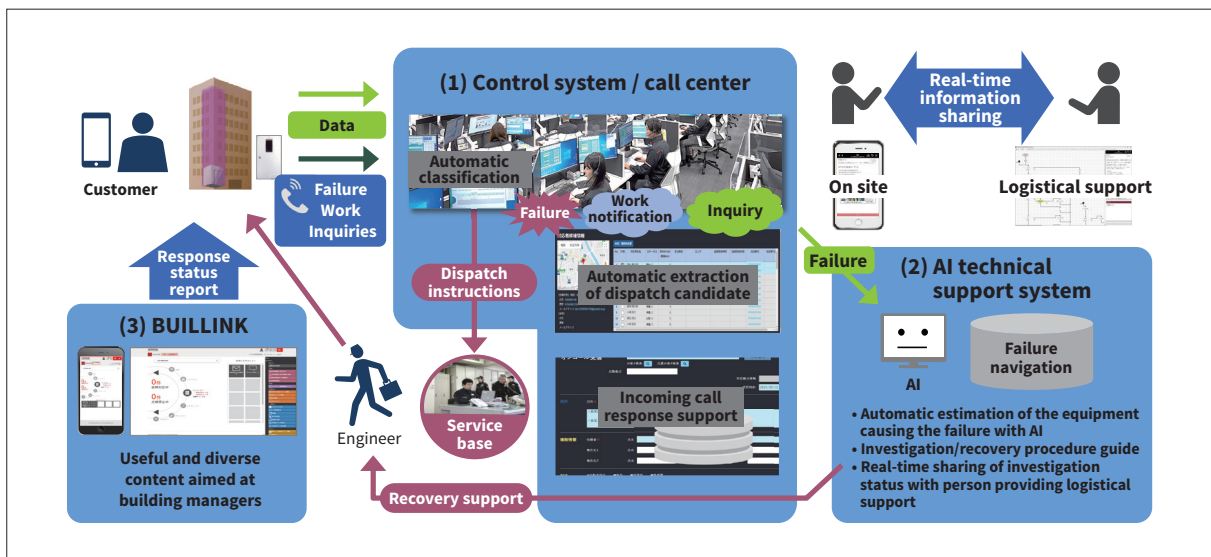 (1) Control system / call center
Real-time
information
sharing
Data
Automatic
classification
Customer
Failure
Work
Inquiries
On site
Logistical support
Failure
Work
notification
Inquiry
Response
status
report
Dispatch
instructions
Automatic extraction
of dispatch candidate
Failure
(2) AI technical
support system
(3) BUILLINK
Failure
navigation
AI
Incoming call
response support
Engineer
Service
base
Useful and diverse
content aimed at
building managers
• Automatic estimation of the equipment
causing the failure with AI
• Investigation/recovery procedure guide
• Real-time sharing of investigation
status with person providing logistical
support
Recovery support